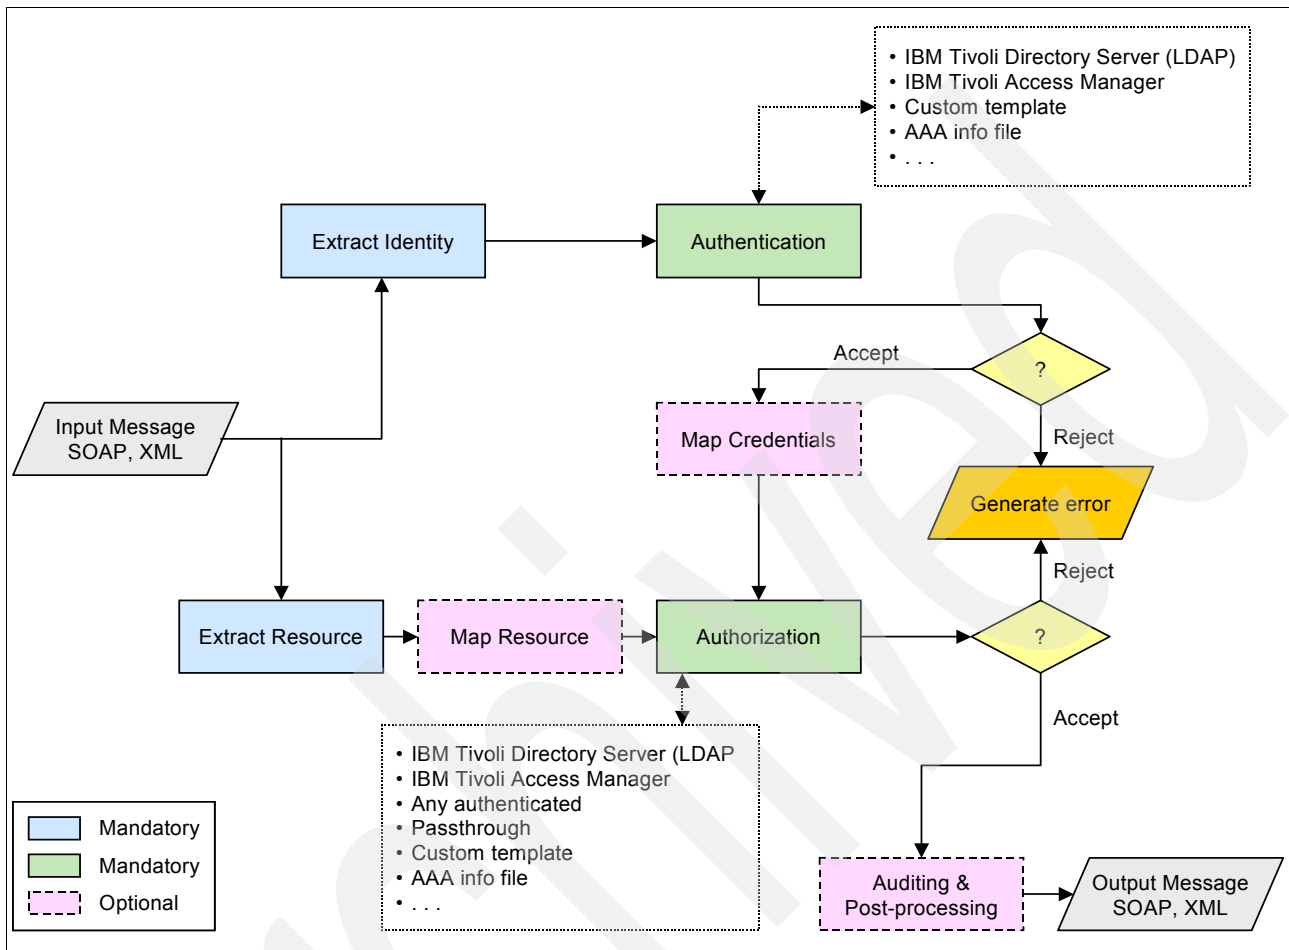 • IBM Tivoli Directory Server (LDAP)
• IBM Tivoli Access Manager
• Custom template
• AAA info file
• . . .
Extract Identity
Authentication
Accept
?
Input Message
SOAP, XML
Map Credentials
Reject
Generate error
Reject
Extract Resource
Map Resource
Authorization
?
Accept
• IBM Tivoli Directory Server (LDAP
• IBM Tivoli Access Manager
• Any authenticated
• Passthrough
• Custom template
• AAA info file
• . . .
Mandatory
Mandatory
Optional
Auditing &
Post-processing
Output Message
SOAP, XML